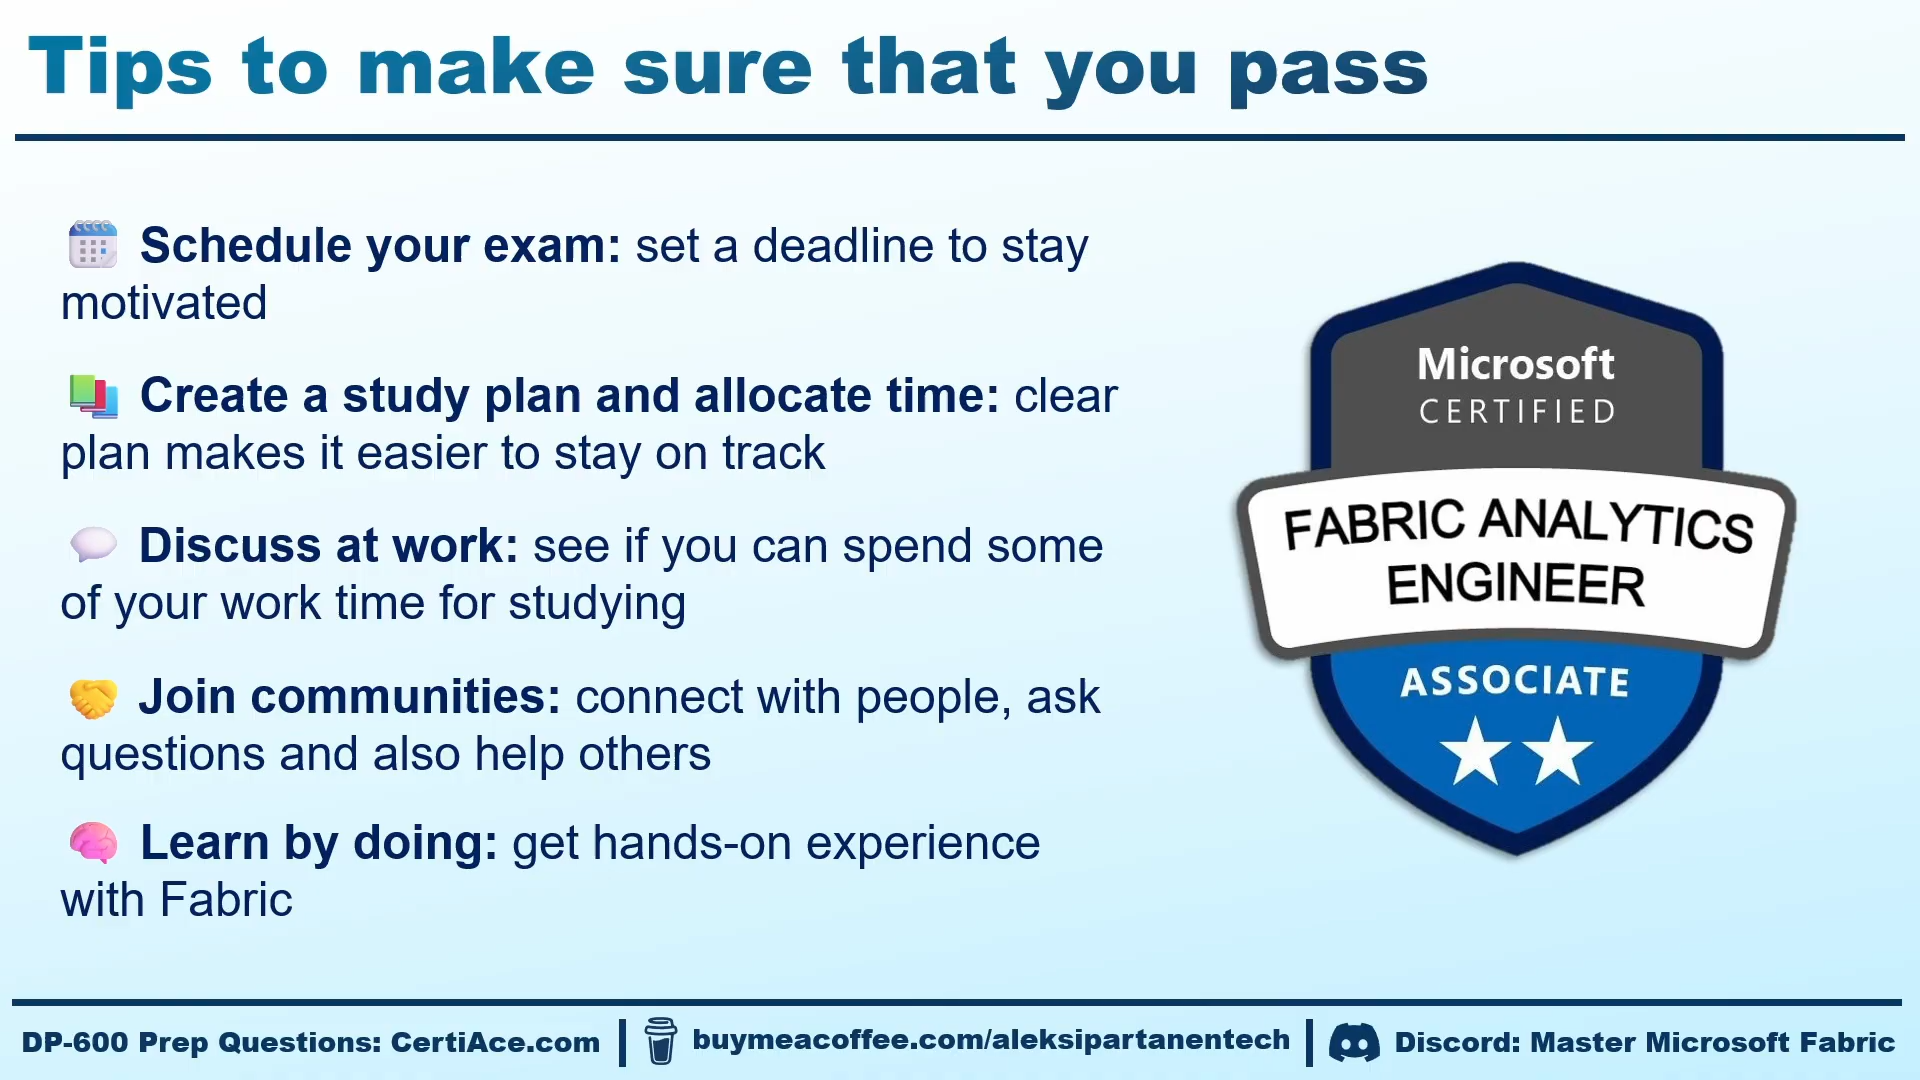 Tips to make sure that you pass
Schedule your exam: set a deadline to stay
motivated
Create a study plan and allocate time: clear
plan makes it easier to stay on track
Discuss at work: see if you can spend some
of your work time for studying
Join communities: connect with people, ask
questions and also help others
Learn by doing: get hands-on experience
with Fabric
Microsoft
CERTIFIED
FABRIC ANALYTICS
ENGINEER
ASSOCIATE
DP-600 Prep Questions: CertiAce.com
buymeacoffee.com/aleksipartanentech
Discord: Master Microsoft Fabric